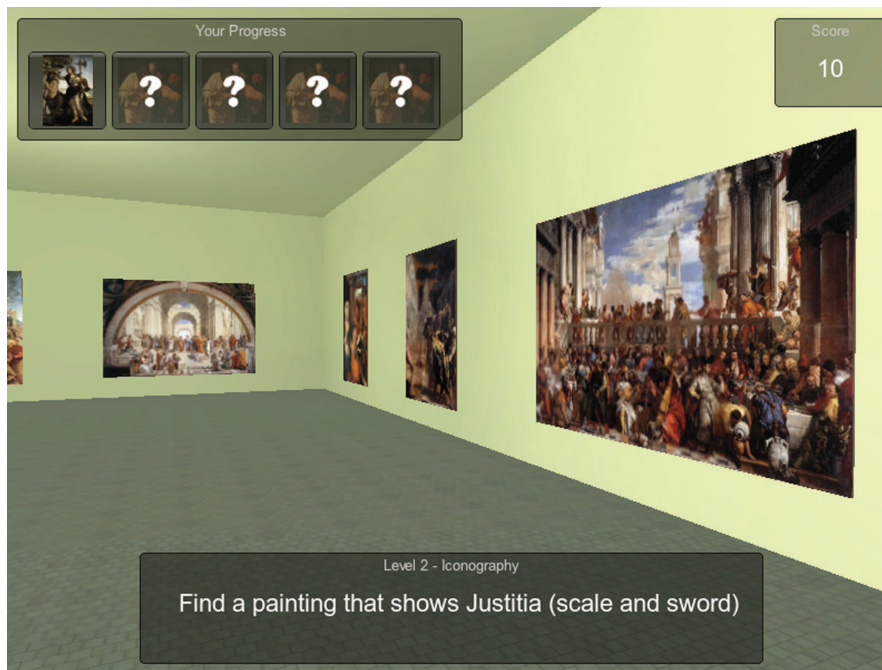 Your Progress
Score
10
? ? ? ?
Level 2 - Iconography
Find a painting that shows Justitia (scale and sword)